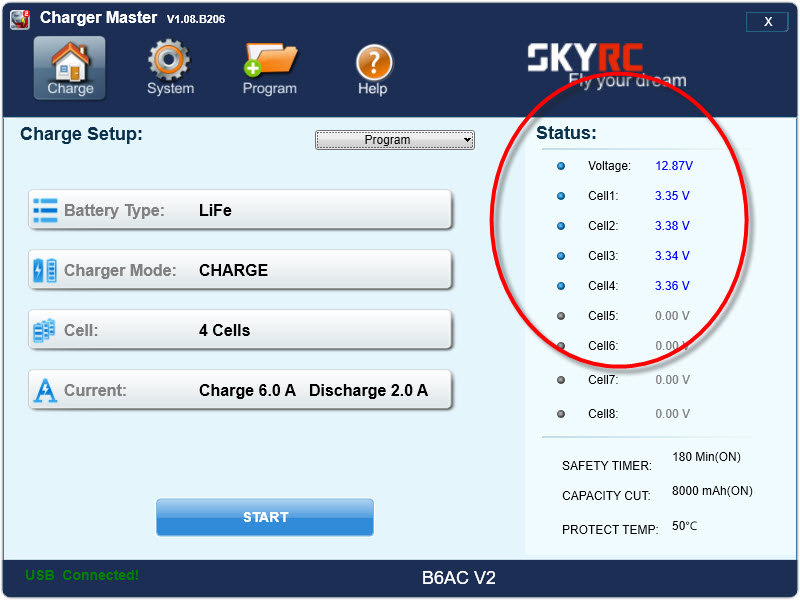 Charger Master V1.08.B206
X
Charge
System
Program
Help
SKYRC
Fly your dream
Charge Setup:
Program
Battery Type: LiFe
Charger Mode: CHARGE
Cell: 4 Cells
Current: Charge 6.0 A Discharge 2.0 A
START
Status:
Voltage: 12.87V
Cell1: 3.35 V
Cell2: 3.38 V
Cell3: 3.34 V
Cell4: 3.36 V
Cell5: 0.00 V
Cell6: 0.00 V
Cell7: 0.00 V
Cell8: 0.00 V
SAFETY TIMER: 180 Min(ON)
CAPACITY CUT: 8000 mAh(ON)
PROTECT TEMP: 50°C
USB Connected!
B6AC V2